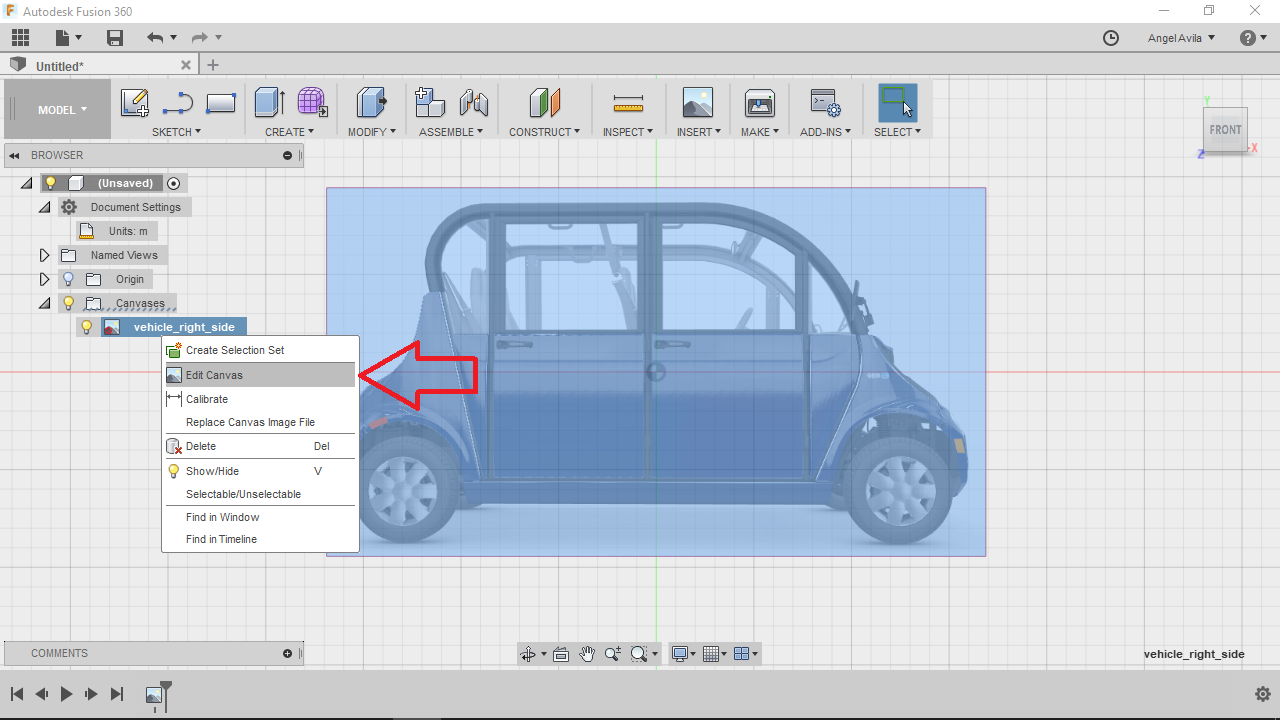 Autodesk Fusion 360
Angel Avila
?
Untitled*
MODEL
SKETCH
CREATE
MODIFY
ASSEMBLE
CONSTRUCT
INSPECT
INSERT
MAKE
ADD-INS
SELECT
Y
FRONT
X
Z
BROWSER
(Unsaved)
Document Settings
Units: m
Named Views
Origin
Canvases
vehicle_right_side
Create Selection Set
Edit Canvas
Calibrate
Replace Canvas Image File
Delete Del
Show/Hide V
Selectable/Unselectable
Find in Window
Find in Timeline
COMMENTS
vehicle_right_side